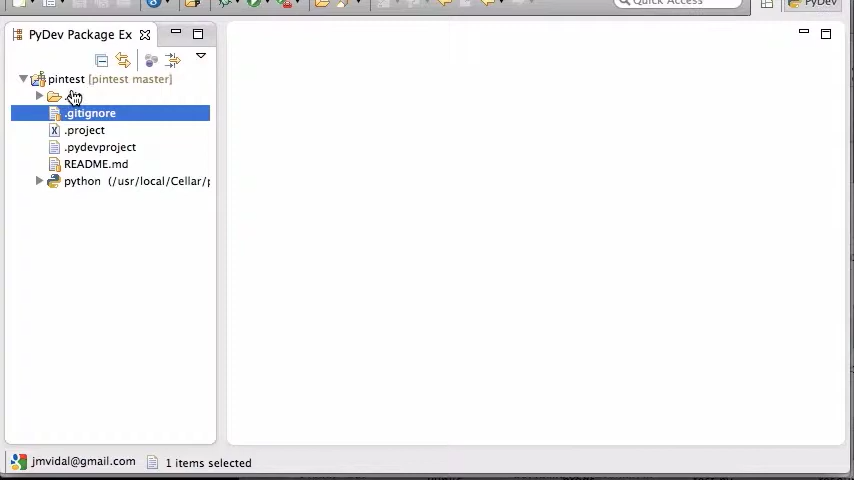 Quick Access
PyDev
PyDev Package Ex
pintest [pintest master]
.gitignore
.project
.pydevproject
README.md
python (/usr/local/Cellar/p
jmvidal@gmail.com
1 items selected